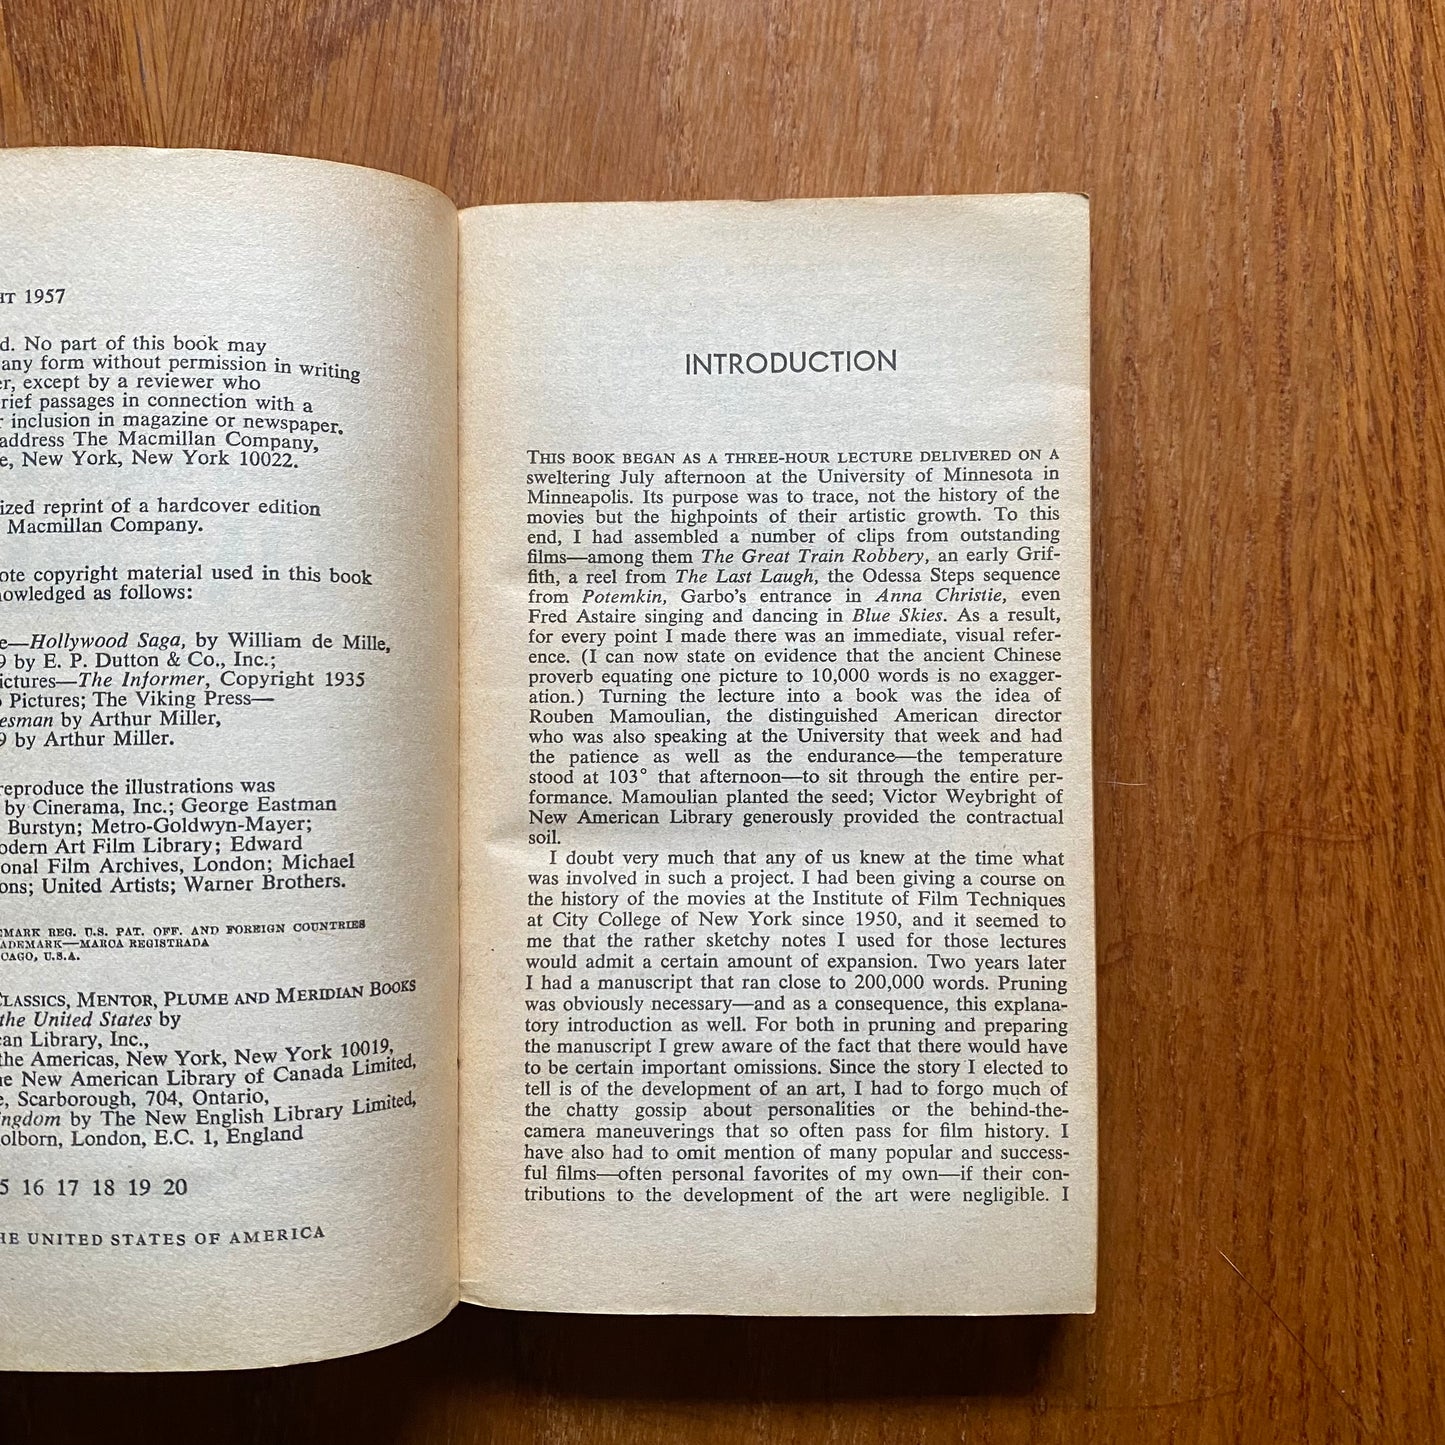 HT 1957
d. No part of this book may
any form without permission in writing
er, except by a reviewer who
rief passages in connection with a
r inclusion in magazine or newspaper.
address The Macmillan Company,
e, New York, New York 10022.
ized reprint of a hardcover edition
Macmillan Company.
ote copyright material used in this book
nowledged as follows:
e—Hollywood Saga, by William de Mille,
9 by E. P. Dutton & Co., Inc.;
ictures—The Informer, Copyright 1935
o Pictures; The Viking Press—
esman by Arthur Miller,
9 by Arthur Miller.
reproduce the illustrations was
by Cinerama, Inc.; George Eastman
Burstyn; Metro-Goldwyn-Mayer;
odern Art Film Library; Edward
ional Film Archives, London; Michael
ons; United Artists; Warner Brothers.
EMARK REG. U.S. PAT. OFF. AND FOREIGN COUNTRIES
ADEMARK—MARCA REGISTRADA
CAGO, U.S.A.
CLASSICS, MENTOR, PLUME AND MERIDIAN BOOKS
the United States by
can Library, Inc.,
the Americas, New York, New York 10019,
he New American Library of Canada Limited,
e, Scarborough, 704, Ontario,
ingdom by The New English Library Limited,
olborn, London, E.C. 1, England
5 16 17 18 19 20
HE UNITED STATES OF AMERICA
INTRODUCTION
THIS BOOK BEGAN AS A THREE-HOUR LECTURE DELIVERED ON A
sweltering July afternoon at the University of Minnesota in
Minneapolis. Its purpose was to trace, not the history of the
movies but the highpoints of their artistic growth. To this
end, I had assembled a number of clips from outstanding
films—among them The Great Train Robbery, an early Grif-
fith, a reel from The Last Laugh, the Odessa Steps sequence
from Potemkin, Garbo's entrance in Anna Christie, even
Fred Astaire singing and dancing in Blue Skies. As a result,
for every point I made there was an immediate, visual refer-
ence. (I can now state on evidence that the ancient Chinese
proverb equating one picture to 10,000 words is no exagger-
ation.) Turning the lecture into a book was the idea of
Rouben Mamoulian, the distinguished American director
who was also speaking at the University that week and had
the patience as well as the endurance—the temperature
stood at 103° that afternoon—to sit through the entire per-
formance. Mamoulian planted the seed; Victor Weybright of
New American Library generously provided the contractual
soil.
I doubt very much that any of us knew at the time what
was involved in such a project. I had been giving a course on
the history of the movies at the Institute of Film Techniques
at City College of New York since 1950, and it seemed to
me that the rather sketchy notes I used for those lectures
would admit a certain amount of expansion. Two years later
I had a manuscript that ran close to 200,000 words. Pruning
was obviously necessary—and as a consequence, this explana-
tory introduction as well. For both in pruning and preparing
the manuscript I grew aware of the fact that there would have
to be certain important omissions. Since the story I elected to
tell is of the development of an art, I had to forgo much of
the chatty gossip about personalities or the behind-the-
camera maneuverings that so often pass for film history. I
have also had to omit mention of many popular and success-
ful films—often personal favorites of my own—if their con-
tributions to the development of the art were negligible. I